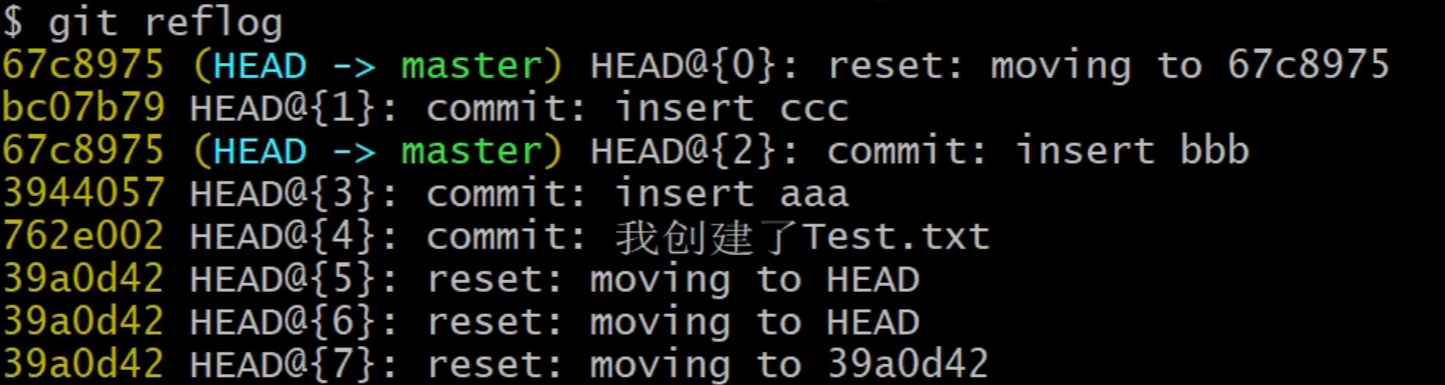 $ git reflog
67c8975 (HEAD -> master) HEAD@{0}: reset: moving to 67c8975
bc07b79 HEAD@{1}: commit: insert ccc
67c8975 (HEAD -> master) HEAD@{2}: commit: insert bbb
3944057 HEAD@{3}: commit: insert aaa
762e002 HEAD@{4}: commit: 我创建了Test.txt
39a0d42 HEAD@{5}: reset: moving to HEAD
39a0d42 HEAD@{6}: reset: moving to HEAD
39a0d42 HEAD@{7}: reset: moving to 39a0d42